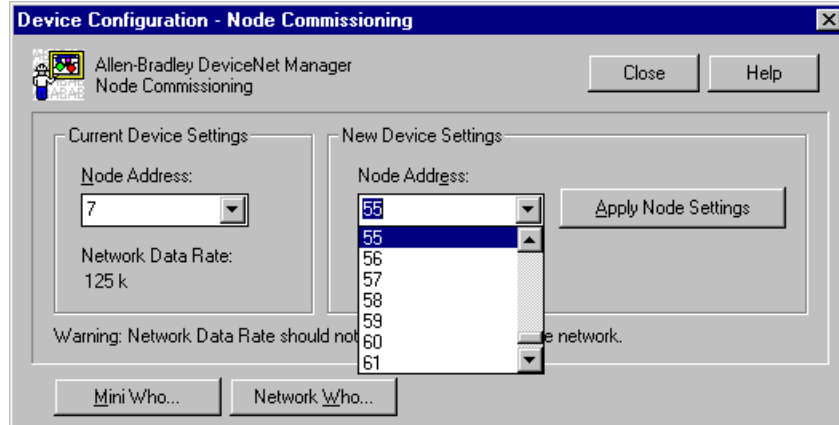 Device Configuration - Node Commissioning
Allen-Bradley DeviceNet Manager
Node Commissioning
Close
Help
Current Device Settings
Node Address:
7
Network Data Rate:
125 k
New Device Settings
Node Address:
55
55
56
57
58
59
60
61
Apply Node Settings
Warning: Network Data Rate should not e network.
Mini Who...
Network Who...